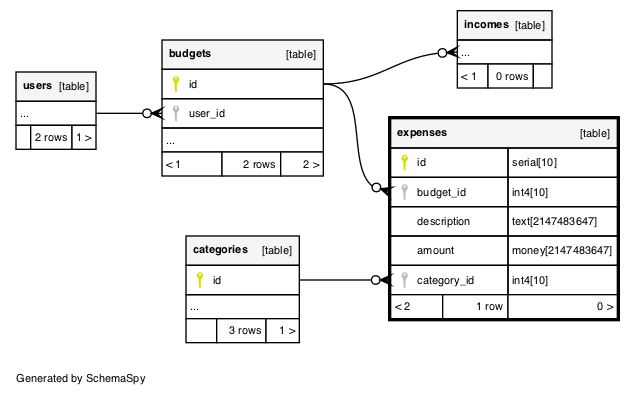 incomes [table]
...
< 1 0 rows
budgets [table]
id
user_id
...
< 1 2 rows 2 >
users [table]
...
2 rows 1 >
expenses [table]
id serial[10]
budget_id int4[10]
description text[2147483647]
amount money[2147483647]
category_id int4[10]
< 2 1 row 0 >
categories [table]
id
...
3 rows 1 >
Generated by SchemaSpy